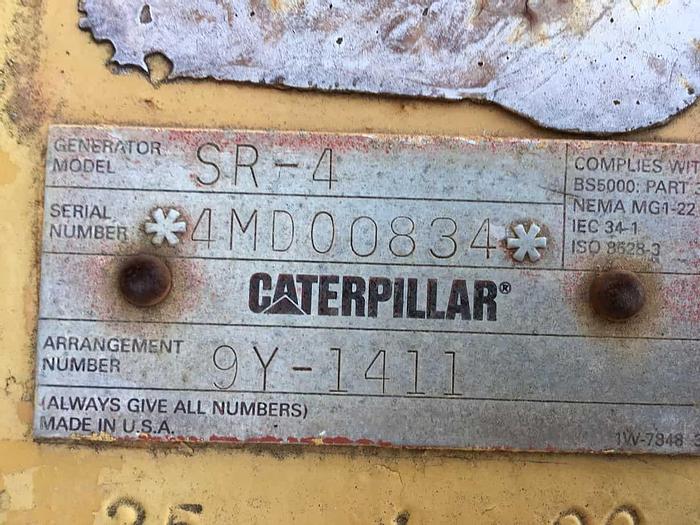 GENERATOR MODEL SR-4
SERIAL NUMBER *4MD00834*
COMPLIES WIT
BS5000: PART
NEMA MG1-22
IEC 34-1
ISO 8528-3
CATERPILLAR®
ARRANGEMENT NUMBER 9Y-1411
(ALWAYS GIVE ALL NUMBERS)
MADE IN U.S.A.
1W-7848